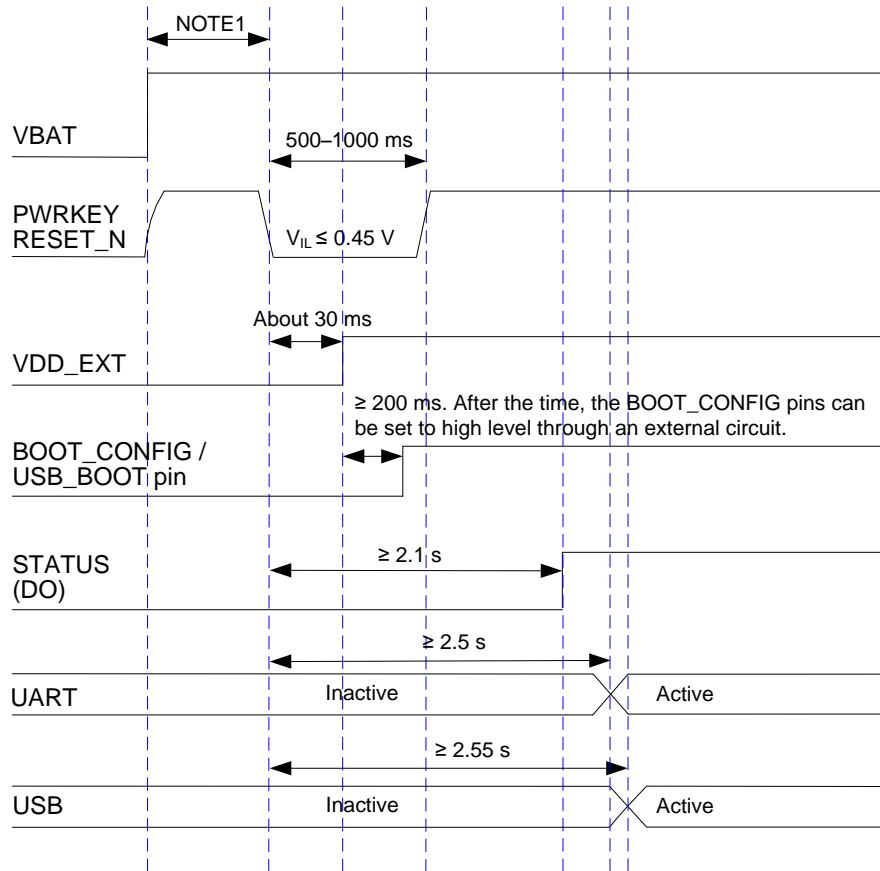 NOTE1
VBAT
500–1000 ms
PWRKEY
RESET_N
VIL ≤ 0.45 V
About 30 ms
VDD_EXT
≥ 200 ms. After the time, the BOOT_CONFIG pins can
be set to high level through an external circuit.
BOOT_CONFIG /
USB_BOOT pin
STATUS
(DO)
≥ 2.1 s
≥ 2.5 s
UART
Inactive
Active
≥ 2.55 s
USB
Inactive
Active